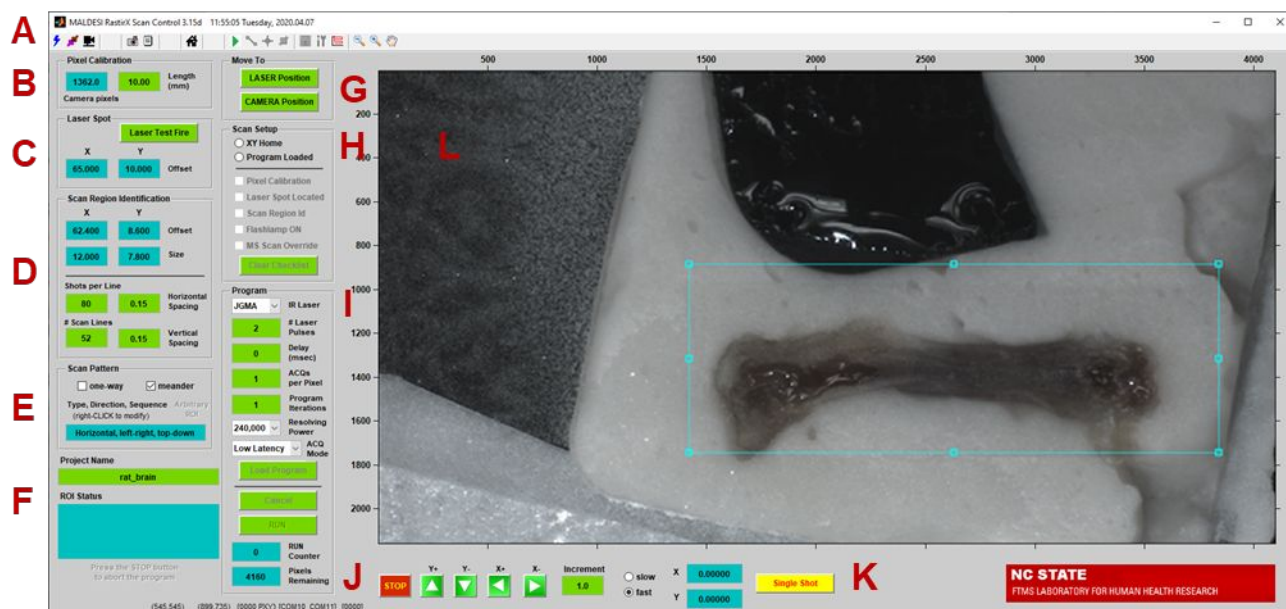 MALDESI RastirX Scan Control 3.15d 11:55:05 Tuesday, 2020.04.07
A
B
Pixel Calibration
1362.0 10.00 Length (mm)
Camera pixels
C
Laser Spot
Laser Test Fire
X Y
65.000 10.000 Offset
D
Scan Region Identification
X Y
62.400 8.600 Offset
12.000 7.800 Size
Shots per Line
80 0.15 Horizontal Spacing
# Scan Lines
52 0.15 Vertical Spacing
E
Scan Pattern
one-way meander
Type, Direction, Sequence
(right-CLICK to modify)
Arbitrary ROI
Horizontal, left-right, top-down
F
Project Name
rat_brain
ROI Status
Press the STOP button
to abort the program
(545,545) (899,735) [0000 PXY] [COM10, COM11] [0000]
G
Move To
LASER Position
CAMERA Position
H
Scan Setup
XY Home
Program Loaded
Pixel Calibration
Laser Spot Located
Scan Region Id
Flashlamp ON
MS Scan Override
Clear Checklist
I
Program
JGMA IR Laser
2 # Laser Pulses
0 Delay (msec)
1 ACQs per Pixel
1 Program Iterations
240,000 Resolving Power
Low Latency ACQ Mode
Load Program
Cancel
RUN
0 RUN Counter
4160 Pixels Remaining
L
500 1000 1500 2000 2500 3000 3500 4000
200
400
600
800
1000
1200
1400
1600
1800
2000
J
STOP
Y+ Y- X+ X-
Increment
1.0
slow
fast
X 0.00000
Y 0.00000
Single Shot
K
NC STATE
FTMS LABORATORY FOR HUMAN HEALTH RESEARCH